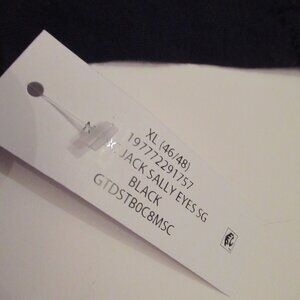 XL (46/48)
197772291757
JACK SALLY EYES SG
BLACK
GTDSTB0C8MSC